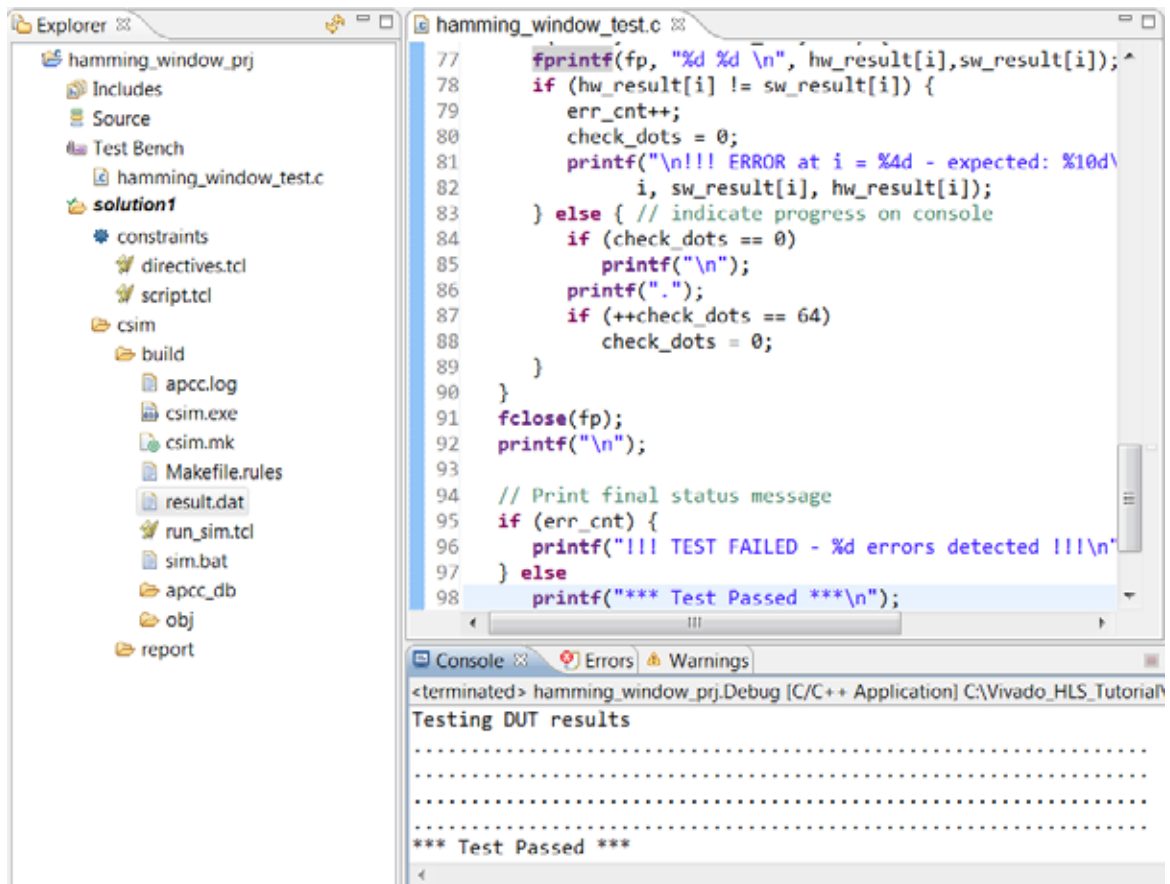 Explorer
hamming_window_prj
Includes
Source
Test Bench
hamming_window_test.c
solution1
constraints
directives.tcl
script.tcl
csim
build
apcc.log
csim.exe
csim.mk
Makefile.rules
result.dat
run_sim.tcl
sim.bat
apcc_db
obj
report
hamming_window_test.c
77 fprintf(fp, "%d %d \n", hw_result[i],sw_result[i]);
78 if (hw_result[i] != sw_result[i]) {
79 err_cnt++;
80 check_dots = 0;
81 printf("\n!!! ERROR at i = %4d - expected: %10d\
82 i, sw_result[i], hw_result[i]);
83 } else { // indicate progress on console
84 if (check_dots == 0)
85 printf("\n");
86 printf(".");
87 if (++check_dots == 64)
88 check_dots = 0;
89 }
90 }
91 fclose(fp);
92 printf("\n");
93
94 // Print final status message
95 if (err_cnt) {
96 printf("!!! TEST FAILED - %d errors detected !!!\n"
97 } else
98 printf("*** Test Passed ***\n");
Console Errors Warnings
<terminated> hamming_window_prj.Debug [C/C++ Application] C:\Vivado_HLS_Tutorial\
Testing DUT results
................................................................
................................................................
................................................................
................................................................
*** Test Passed ***